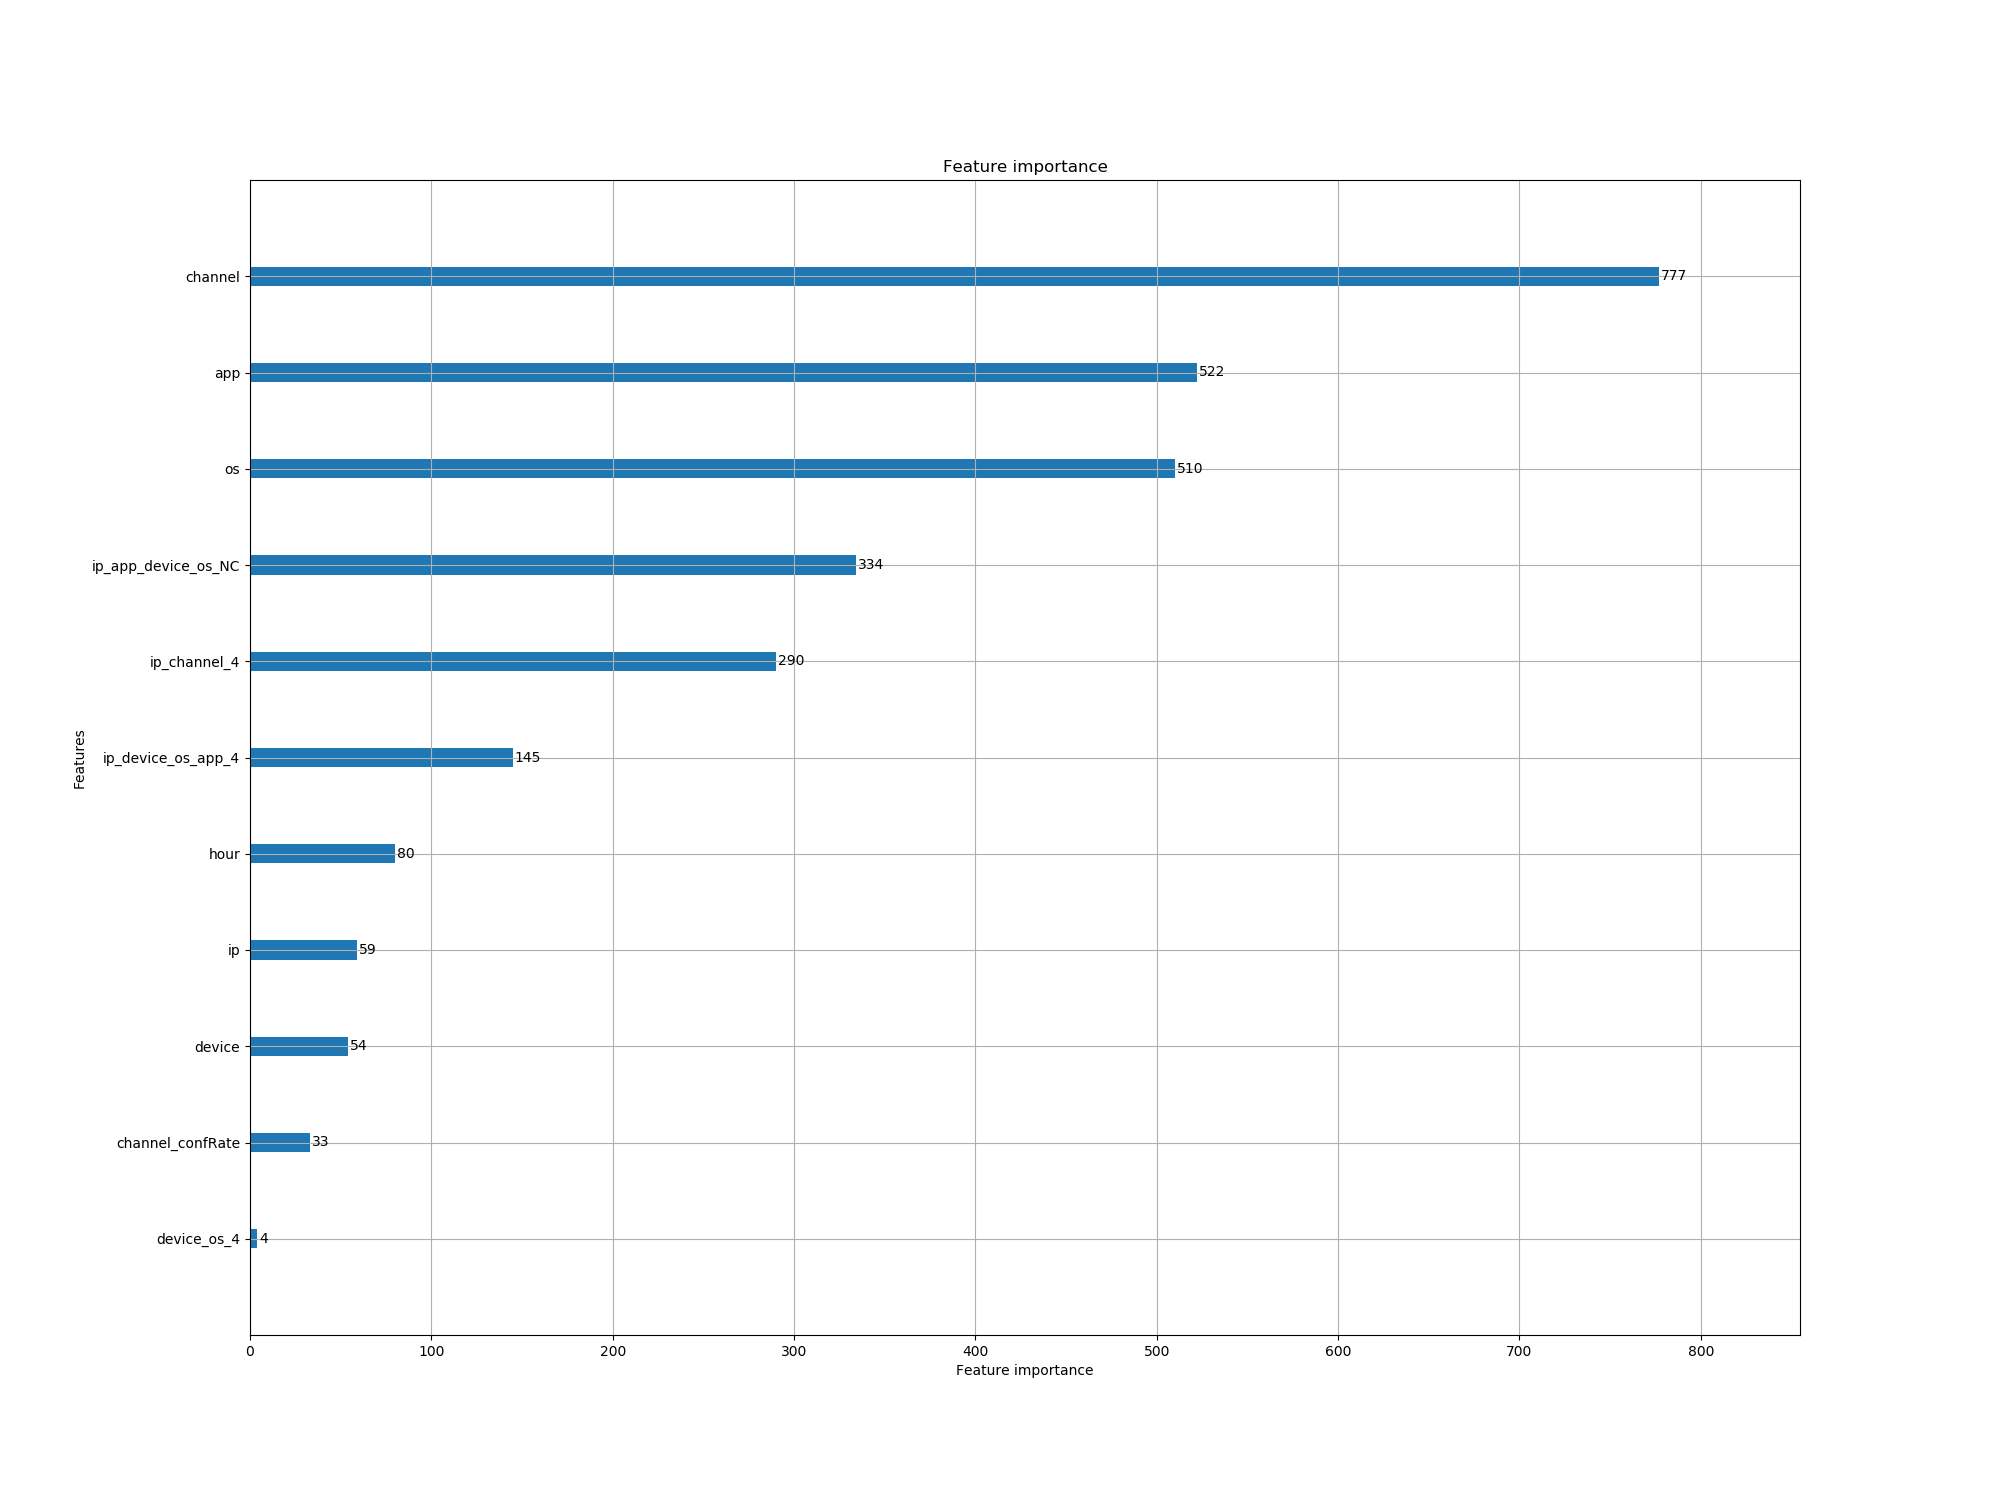 Feature importance
channel 777
app 522
os 510
ip_app_device_os_NC 334
ip_channel_4 290
ip_device_os_app_4 145
Features
hour 80
ip 59
device 54
channel_confRate 33
device_os_4 4
0 100 200 300 400 500 600 700 800
Feature importance